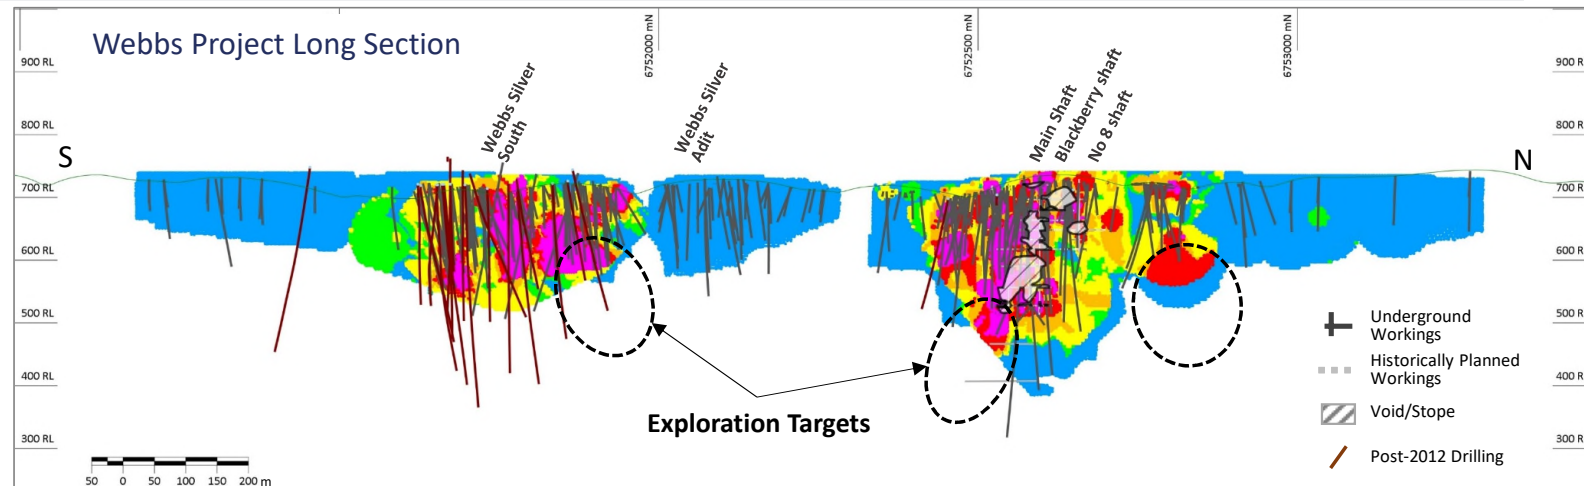 Webbs Project Long Section
6752000 mN
6752500 mN
6753000 mN
900 RL
900 R
800 RL
800 R
700 RL
700 R
600 RL
600 R
500 RL
500 R
400 RL
400 R
300 RL
300 R
S
N
Webbs Silver
South
Webbs Silver
Adit
Main Shaft
Blackberry shaft
No 8 shaft
Exploration Targets
Underground
Workings
Historically Planned
Workings
Void/Stope
Post-2012 Drilling
50 0 50 100 150 200 m